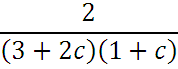 2
(3 + 2c)(1 + c)